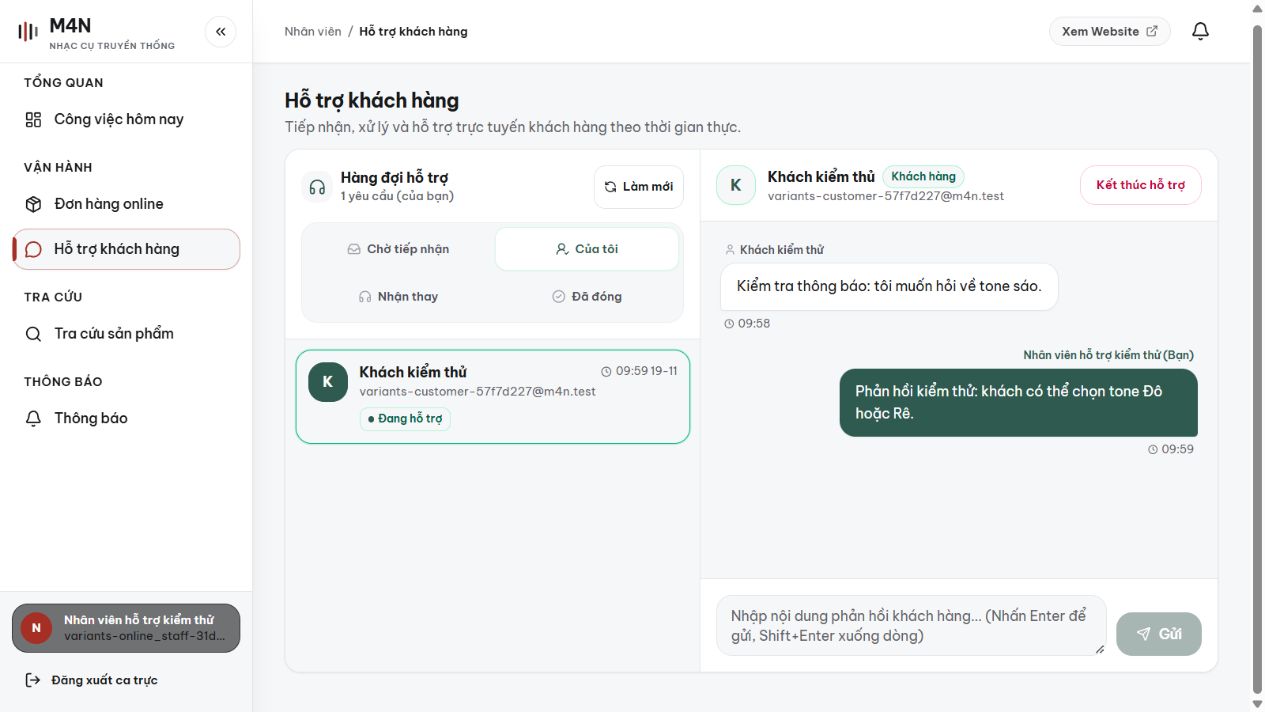 M4N
NHẠC CỤ TRUYỀN THỐNG
TỔNG QUAN
Công việc hôm nay
VẬN HÀNH
Đơn hàng online
Hỗ trợ khách hàng
TRA CỨU
Tra cứu sản phẩm
THÔNG BÁO
Thông báo
N
Nhân viên hỗ trợ kiểm thử
variants-online_staff-31d...
Đăng xuất ca trực
Nhân viên / Hỗ trợ khách hàng
Xem Website
Hỗ trợ khách hàng
Tiếp nhận, xử lý và hỗ trợ trực tuyến khách hàng theo thời gian thực.
Hàng đợi hỗ trợ
1 yêu cầu (của bạn)
Làm mới
Chờ tiếp nhận
Của tôi
Nhận thay
Đã đóng
K
Khách kiểm thử
09:59 19-11
variants-customer-57f7d227@m4n.test
Đang hỗ trợ
K
Khách kiểm thử
Khách hàng
variants-customer-57f7d227@m4n.test
Kết thúc hỗ trợ
Khách kiểm thử
Kiểm tra thông báo: tôi muốn hỏi về tone sáo.
09:58
Nhân viên hỗ trợ kiểm thử (Bạn)
Phản hồi kiểm thử: khách có thể chọn tone Đô
hoặc Rê.
09:59
Nhập nội dung phản hồi khách hàng... (Nhấn Enter để
gửi, Shift+Enter xuống dòng)
Gửi